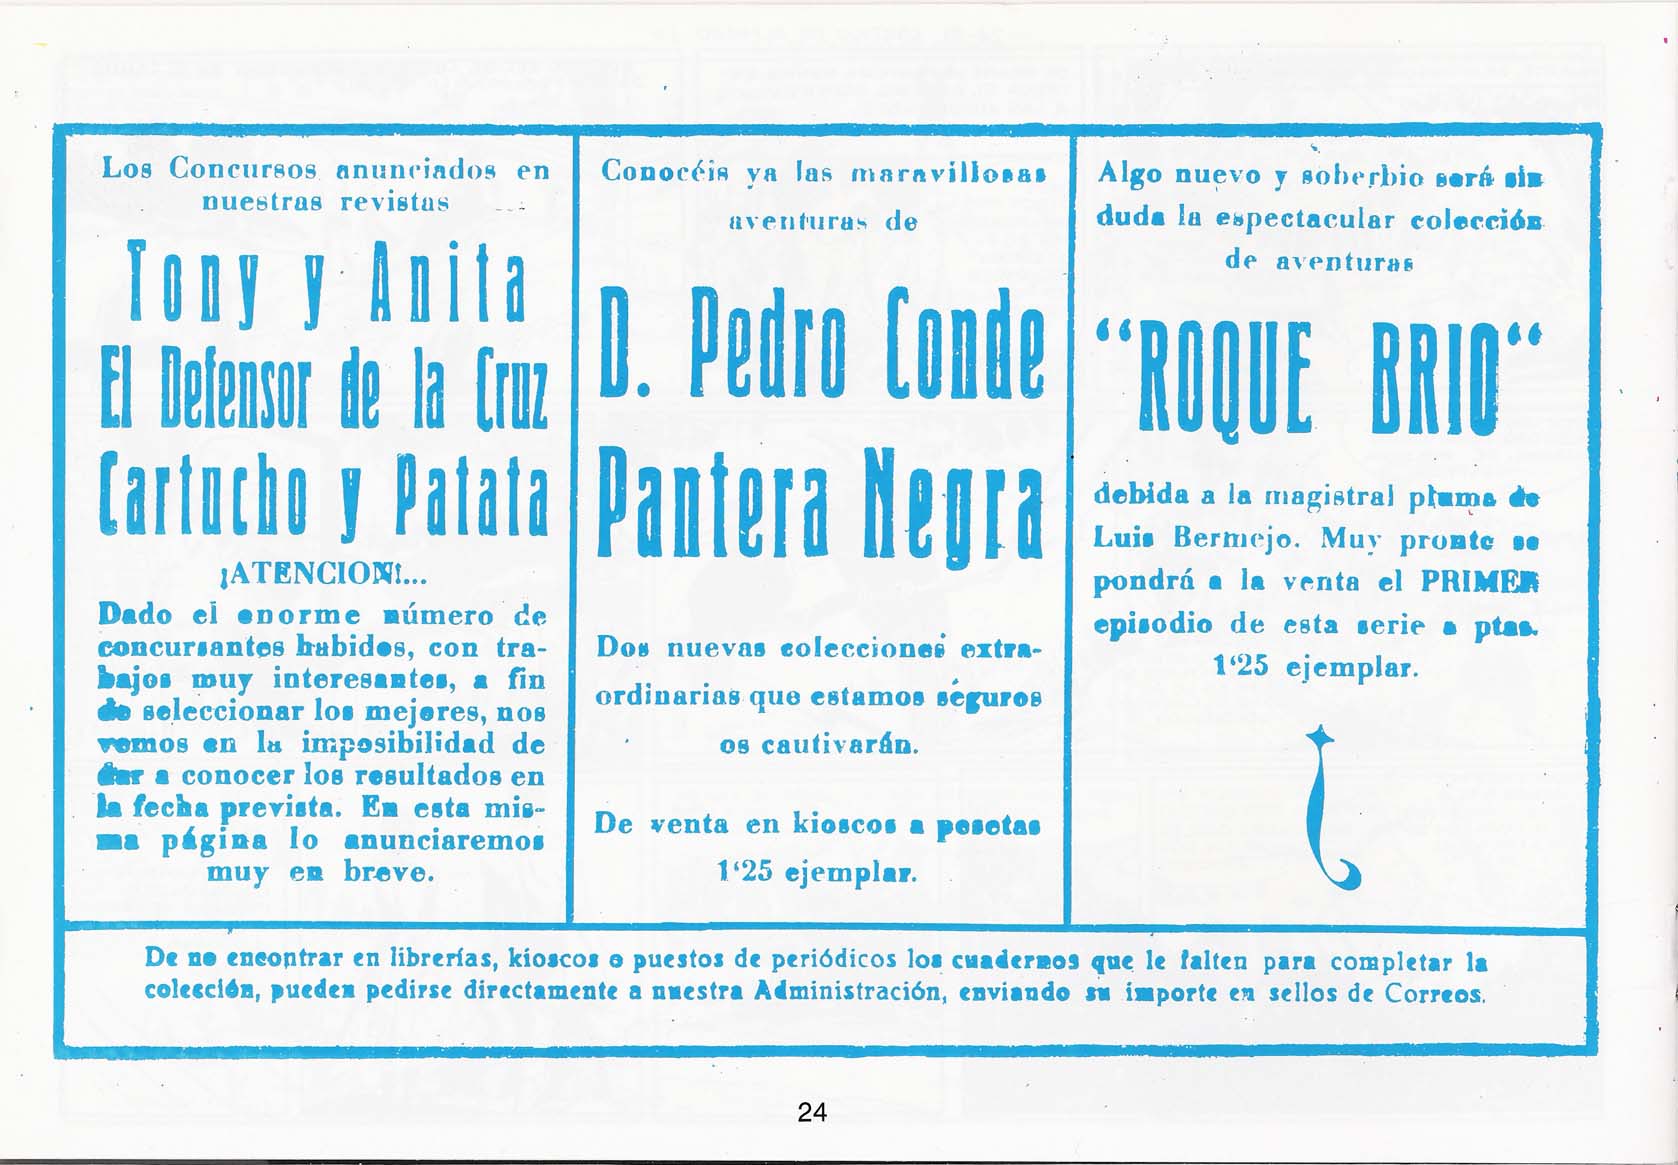 Los Concursos anunciados en
nuestras revistas
Tony y Anita
El Defensor de la Cruz
Cartucho y Patata
¡ATENCION!...
Dado el enorme número de
concursantes habidos, con tra-
bajos muy interesantes, a fin
de seleccionar los mejores, nos
vemos en la imposibilidad de
dar a conocer los resultados en
la fecha prevista. En esta mis-
ma página lo anunciaremos
muy en breve.
Conocéis ya las maravillosas
aventuras de
D. Pedro Conde
Pantera Negra
Dos nuevas colecciones extra-
ordinarias que estamos seguros
os cautivarán.
De venta en kioscos a pesetas
1‘25 ejemplar.
Algo nuevo y soberbio será sin
duda la espectacular colección
de aventuras
“ROQUE BRIO“
debida a la magistral pluma de
Luis Bermejo. Muy pronto se
pondrá a la venta el PRIMER
episodio de esta serie a ptas.
1‘25 ejemplar.
De no encontrar en librerías, kioscos o puestos de periódicos los cuadernos que le falten para completar la
colección, pueden pedirse directamente a nuestra Administración, enviando su importe en sellos de Correos.
24